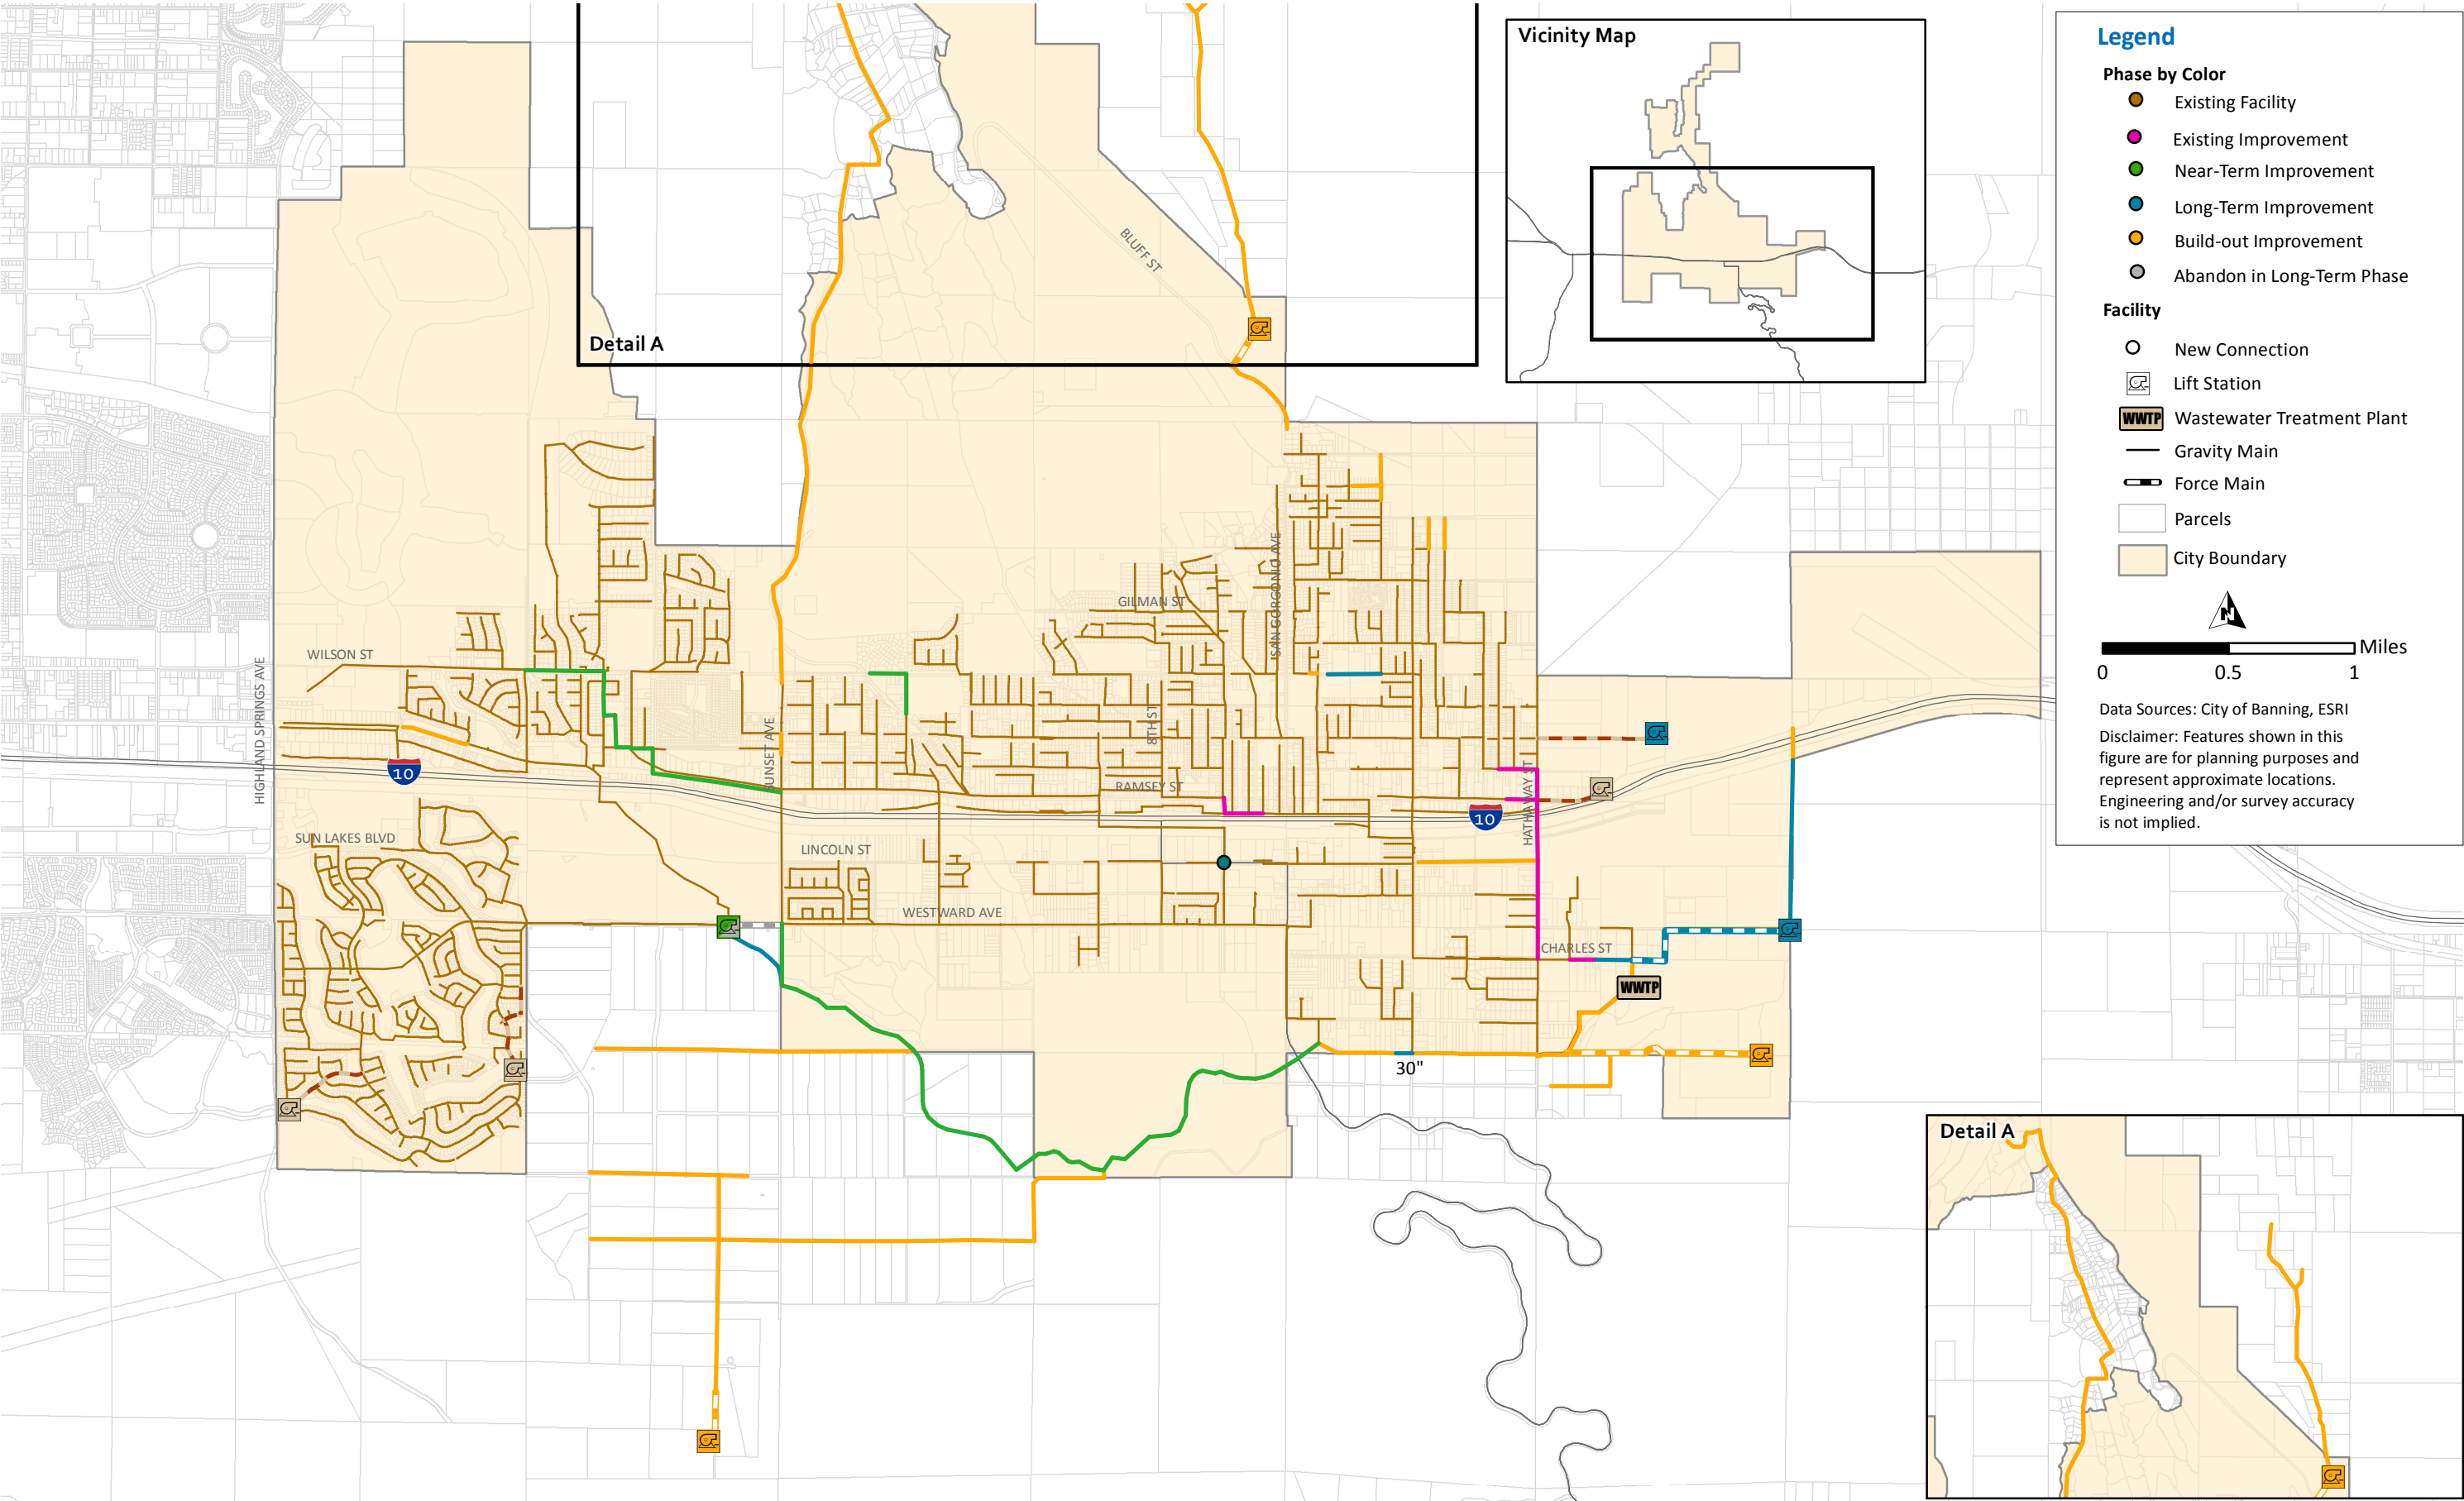 Detail A
BLUFF ST
Vicinity Map
Legend
Phase by Color
Existing Facility
Existing Improvement
Near-Term Improvement
Long-Term Improvement
Build-out Improvement
Abandon in Long-Term Phase
Facility
New Connection
Lift Station
WWTP Wastewater Treatment Plant
Gravity Main
Force Main
Parcels
City Boundary
N
Miles
0 0.5 1
Data Sources: City of Banning, ESRI
Disclaimer: Features shown in this
figure are for planning purposes and
represent approximate locations.
Engineering and/or survey accuracy
is not implied.
GILMAN ST
SAN GORGONIO AVE
WILSON ST
HIGHLAND SPRINGS AVE
SUNSET AVE
8TH ST
10
RAMSEY ST
HATHAWAY ST
10
SUN LAKES BLVD
LINCOLN ST
WESTWARD AVE
CHARLES ST
WWTP
30"
Detail A